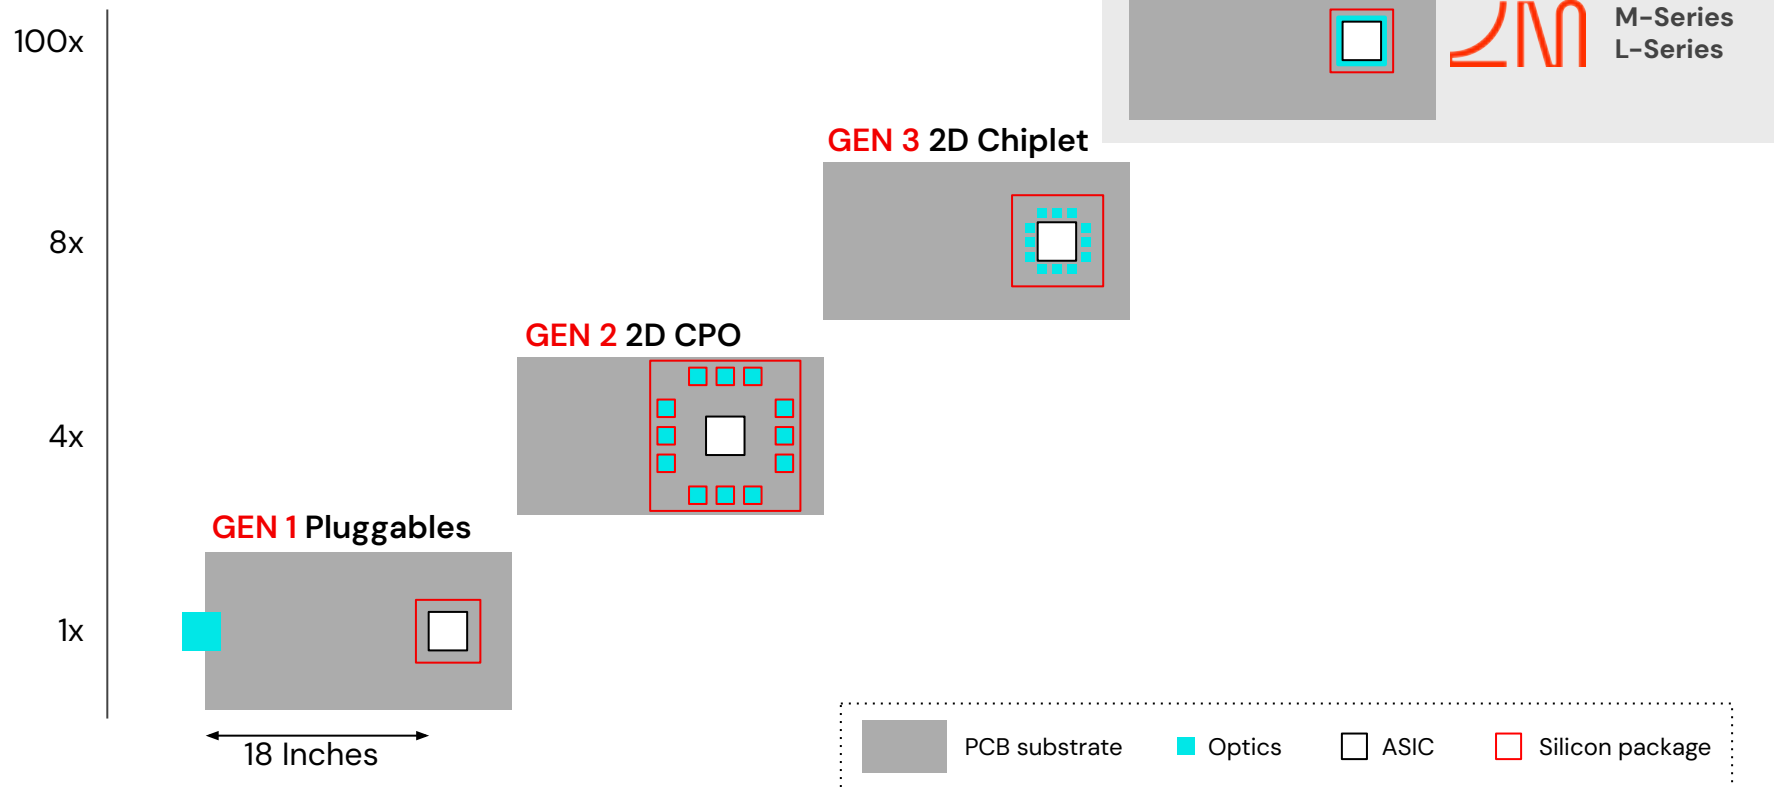 100x
M-Series
L-Series
GEN 3 2D Chiplet
8x
GEN 2 2D CPO
4x
GEN 1 Pluggables
1x
18 Inches
PCB substrate
Optics
ASIC
Silicon package